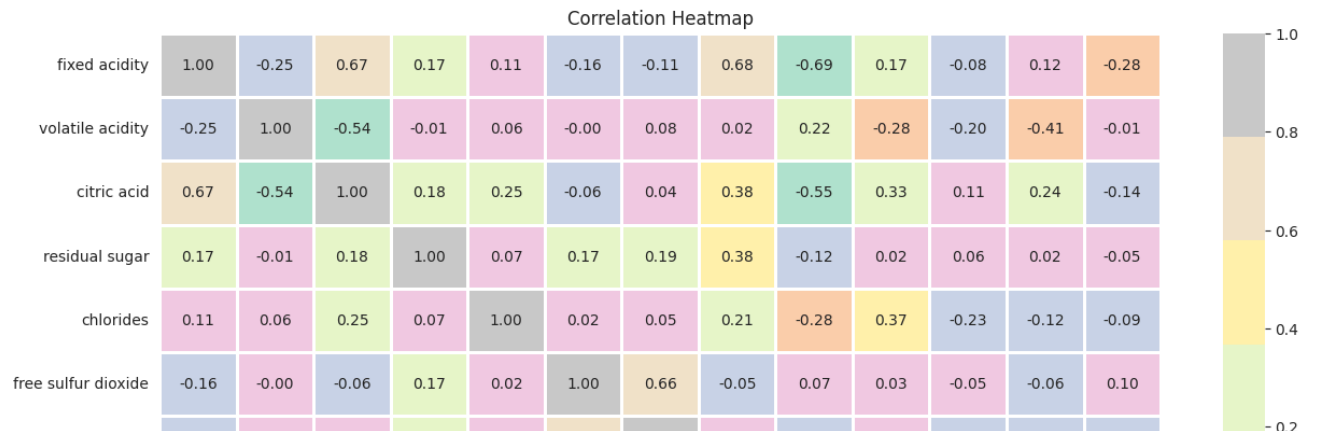 Correlation Heatmap
fixed acidity 1.00 -0.25 0.67 0.17 0.11 -0.16 -0.11 0.68 -0.69 0.17 -0.08 0.12 -0.28
volatile acidity -0.25 1.00 -0.54 -0.01 0.06 -0.00 0.08 0.02 0.22 -0.28 -0.20 -0.41 -0.01
citric acid 0.67 -0.54 1.00 0.18 0.25 -0.06 0.04 0.38 -0.55 0.33 0.11 0.24 -0.14
residual sugar 0.17 -0.01 0.18 1.00 0.07 0.17 0.19 0.38 -0.12 0.02 0.06 0.02 -0.05
chlorides 0.11 0.06 0.25 0.07 1.00 0.02 0.05 0.21 -0.28 0.37 -0.23 -0.12 -0.09
free sulfur dioxide -0.16 -0.00 -0.06 0.17 0.02 1.00 0.66 -0.05 0.07 0.03 -0.05 -0.06 0.10
1.0
0.8
0.6
0.4
0.2